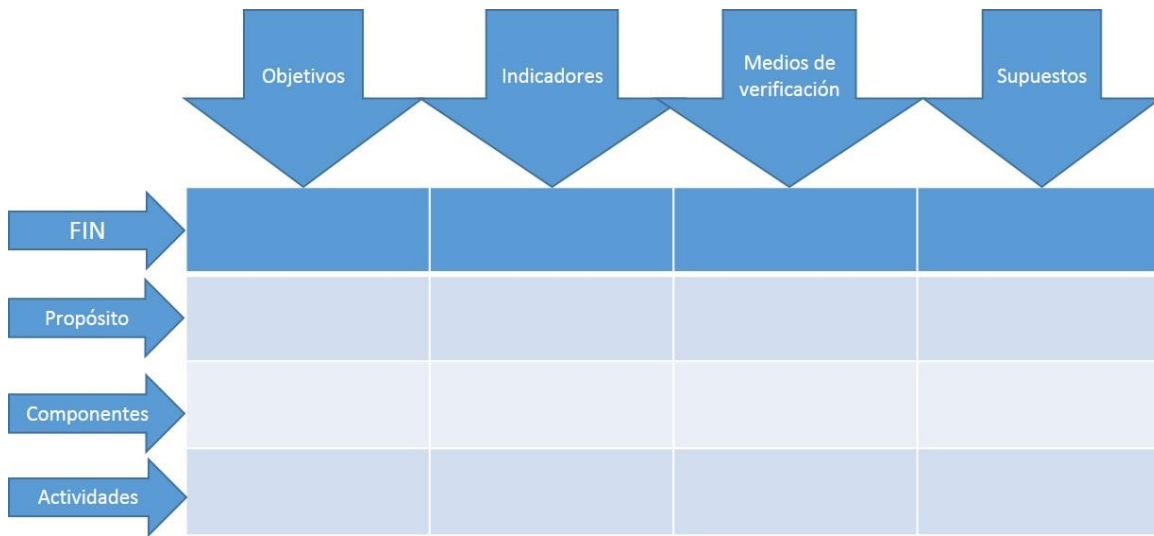 Objetivos
Indicadores
Medios de
verificación
Supuestos
FIN
Propósito
Componentes
Actividades